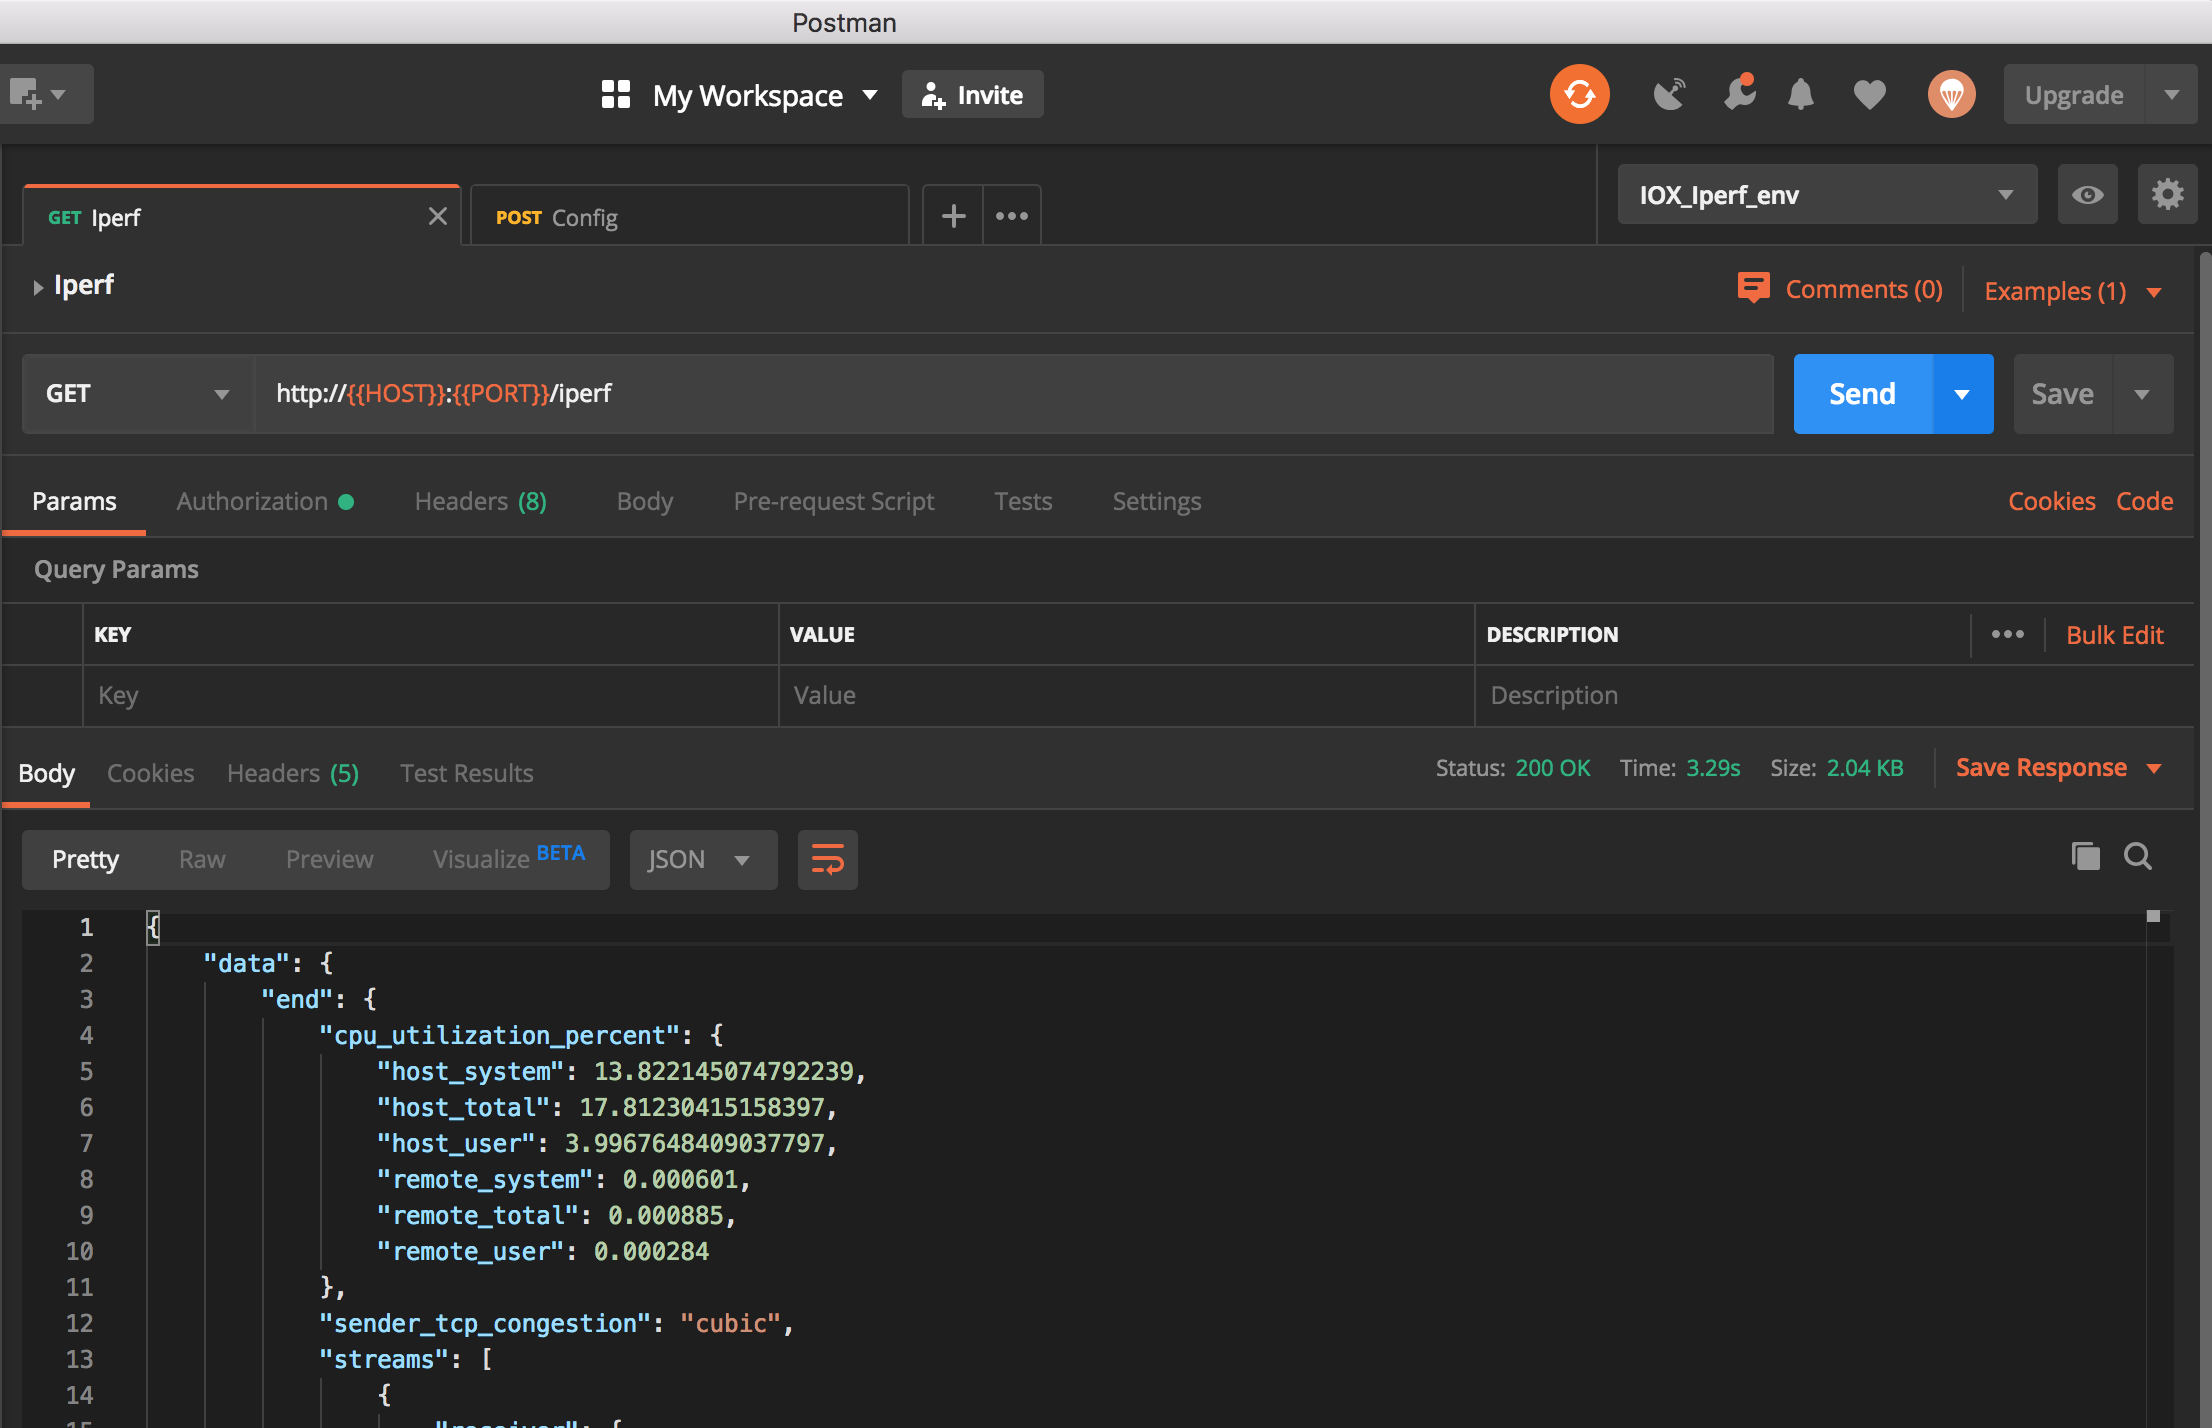 Postman
My Workspace Invite Upgrade
GET Iperf POST Config IOX_Iperf_env
Iperf Comments (0) Examples (1)
GET http://{{HOST}}:{{PORT}}/iperf Send Save
Params Authorization Headers (8) Body Pre-request Script Tests Settings Cookies Code
Query Params
KEY VALUE DESCRIPTION Bulk Edit
Key Value Description
Body Cookies Headers (5) Test Results Status: 200 OK Time: 3.29s Size: 2.04 KB Save Response
Pretty Raw Preview Visualize BETA JSON
1 {
2 "data": {
3 "end": {
4 "cpu_utilization_percent": {
5 "host_system": 13.822145074792239,
6 "host_total": 17.81230415158397,
7 "host_user": 3.9967648409037797,
8 "remote_system": 0.000601,
9 "remote_total": 0.000885,
10 "remote_user": 0.000284
11 },
12 "sender_tcp_congestion": "cubic",
13 "streams": [
14 {
15 "receiver": {